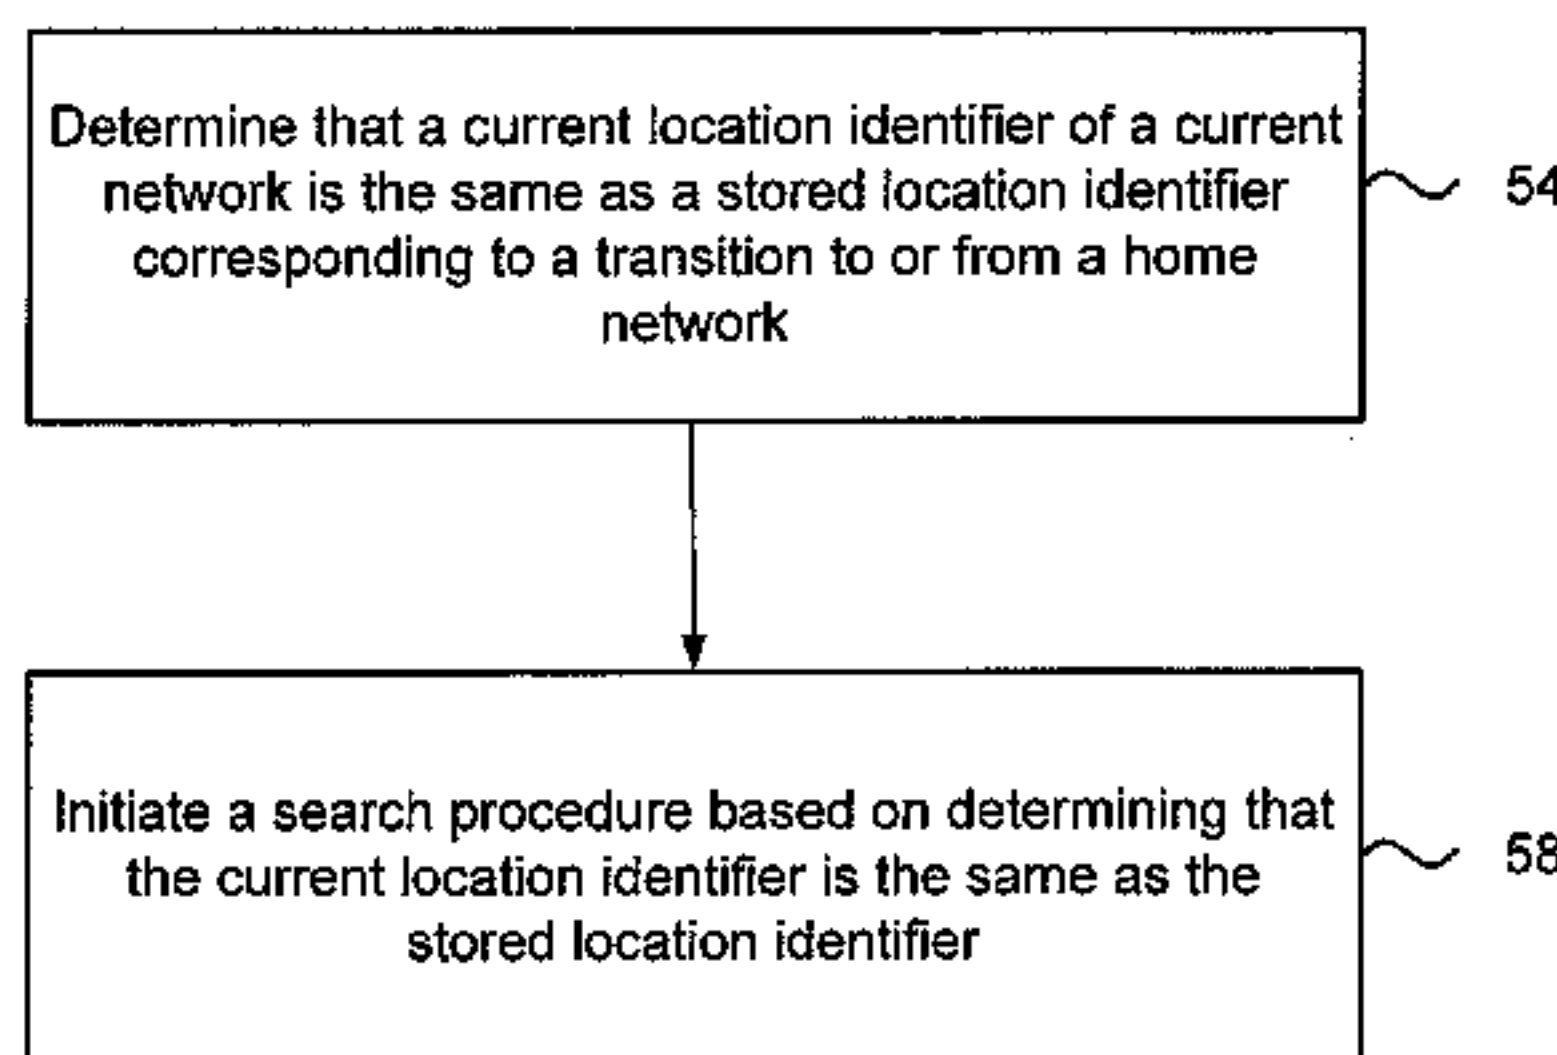 Determine that a current location identifier of a current
network is the same as a stored location identifier
corresponding to a transition to or from a home
network
54
Initiate a search procedure based on determining that
the current location identifier is the same as the
stored location identifier
58